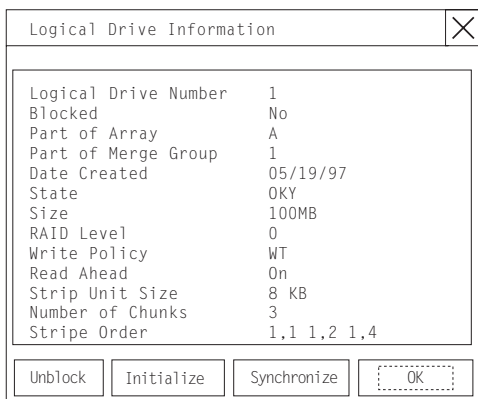 Logical Drive Information
Logical Drive Number 1
Blocked No
Part of Array A
Part of Merge Group 1
Date Created 05/19/97
State OKY
Size 100MB
RAID Level 0
Write Policy WT
Read Ahead On
Strip Unit Size 8 KB
Number of Chunks 3
Stripe Order 1,1 1,2 1,4
Unblock Initialize Synchronize OK